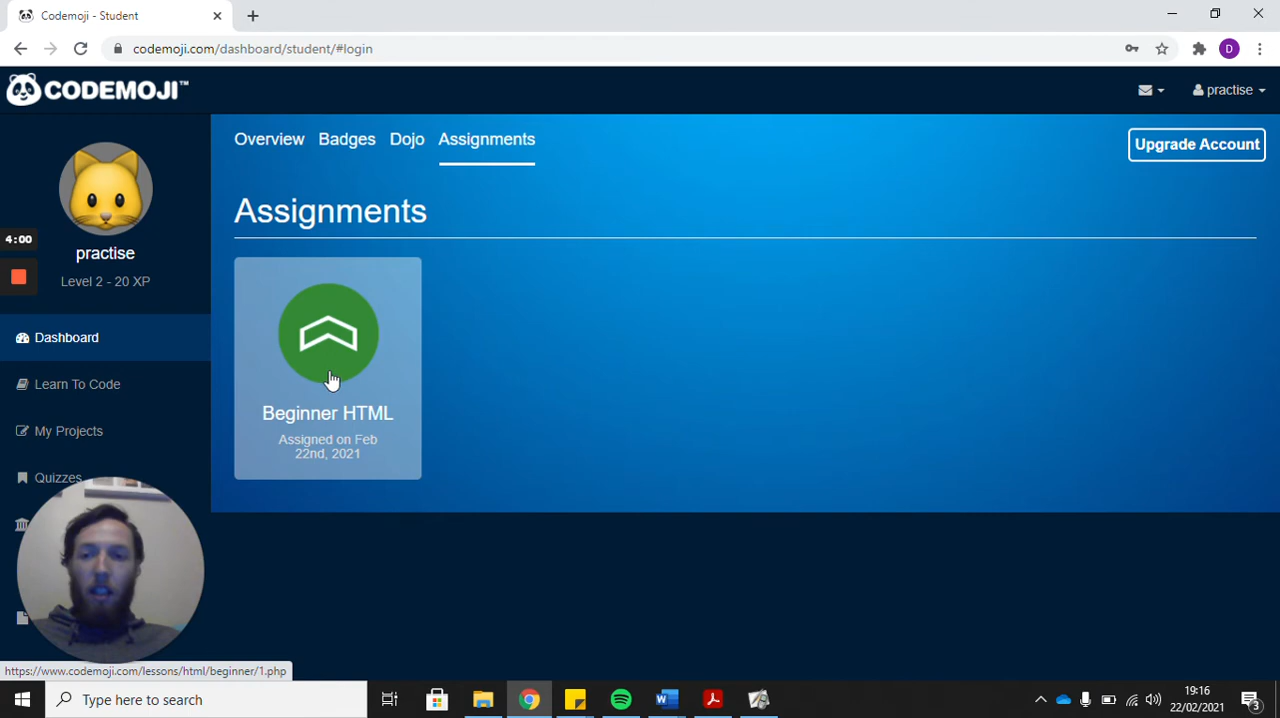 Codemoji - Student
codemoji.com/dashboard/student/#login
D
CODEMOJI™
practise
Overview Badges Dojo Assignments
Upgrade Account
Assignments
4:00
practise
Level 2 - 20 XP
Dashboard
Learn To Code
My Projects
Quizzes
Beginner HTML
Assigned on Feb
22nd, 2021
https://www.codemoji.com/lessons/html/beginner/1.php
Type here to search
19:16
22/02/2021
3